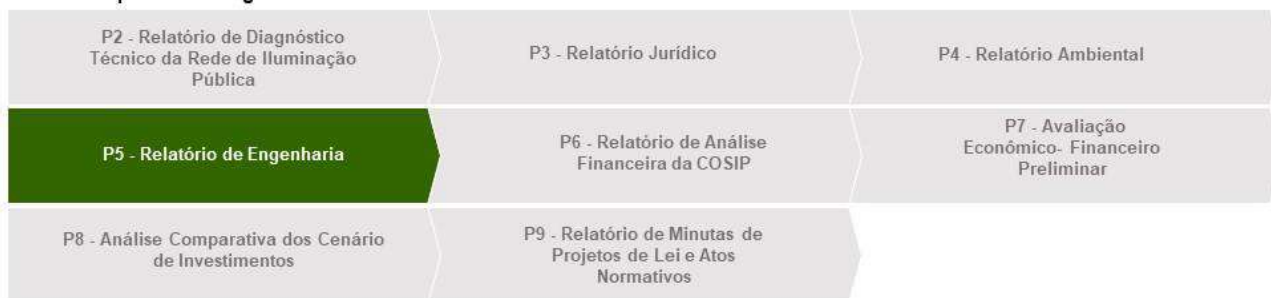 P2 - Relatório de Diagnóstico
Técnico da Rede de Iluminação
Pública
P3 - Relatório Jurídico
P4 - Relatório Ambiental
P5 - Relatório de Engenharia
P6 - Relatório de Análise
Financeira da COSIP
P7 - Avaliação
Econômico- Financeiro
Preliminar
P8 - Análise Comparativa dos Cenário
de Investimentos
P9 - Relatório de Minutas de
Projetos de Lei e Atos
Normativos